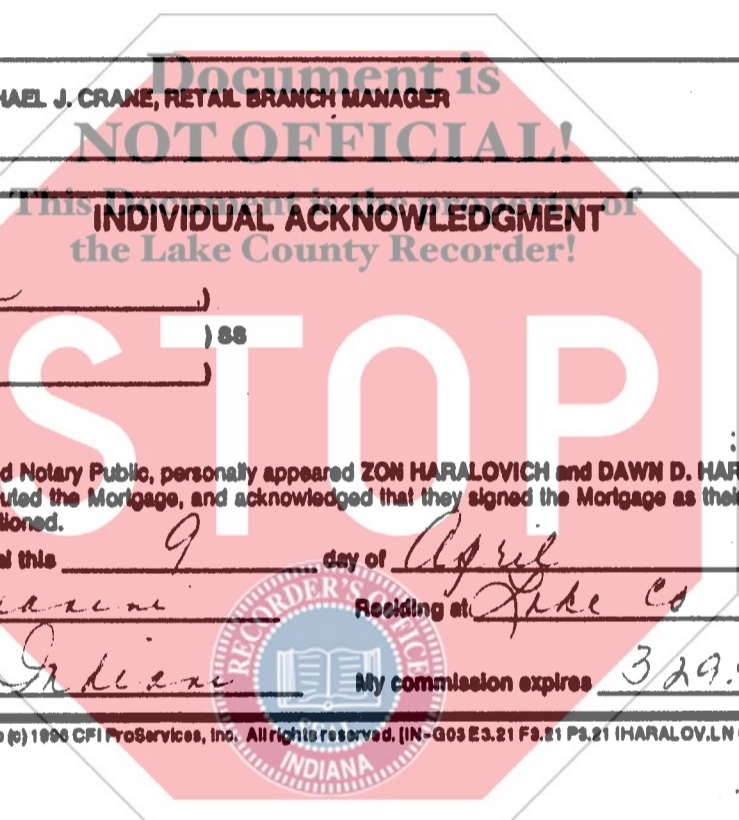 Document is
HAEL J. CRANE, RETAIL BRANCH MANAGER
NOT OFFICIAL!
This Document is the property of
INDIVIDUAL ACKNOWLEDGMENT
the Lake County Recorder!
)
) SS
)
STOP
d Notary Public, personally appeared ZON HARALOVICH and DAWN D. HAR
uted the Mortgage, and acknowledged that they signed the Mortgage as their
tioned.
al this 9 day of April
Residing at Lake Co
Indiana My commission expires 3 29
RECORDER'S OFFICE
SEAL
INDIANA
(c) 1996 CFI ProServices, Inc. All rights reserved. [IN-G03 E3.21 F3.21 P3.21 IHARALOV.LN